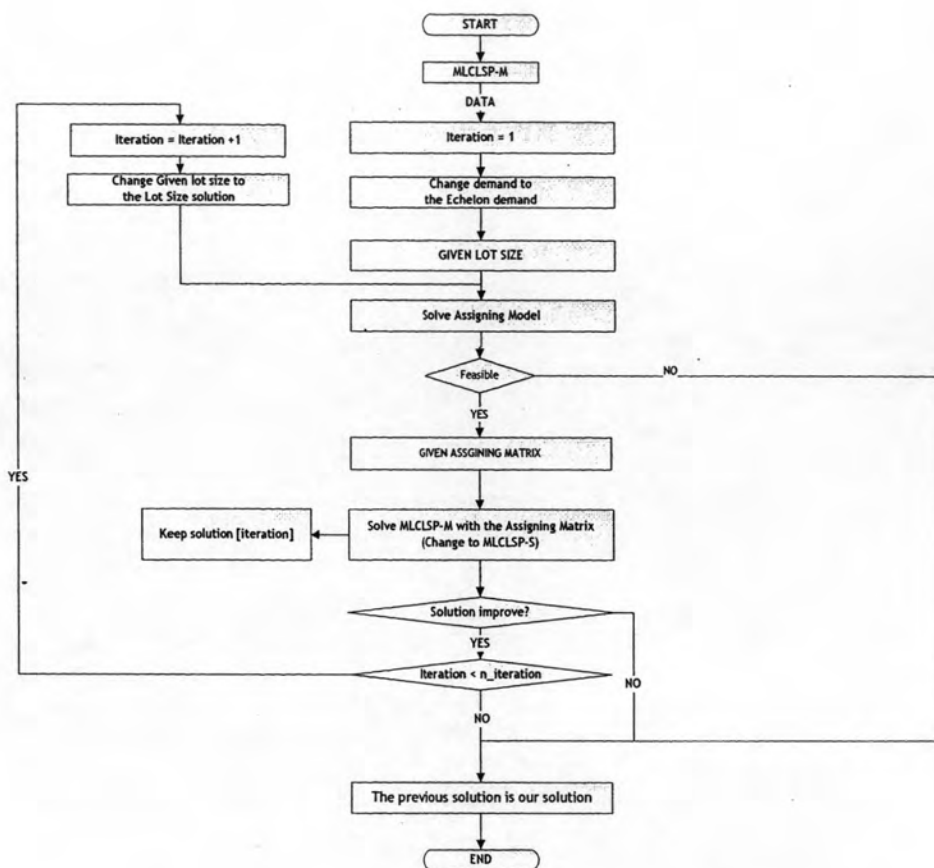 START
MLCLSP-M
DATA
Iteration = Iteration +1
Iteration = 1
Change Given lot size to
the Lot Size solution
Change demand to
the Echelon demand
GIVEN LOT SIZE
Solve Assigning Model
Feasible
NO
YES
GIVEN ASSGINING MATRIX
YES
Keep solution [iteration]
Solve MLCLSP-M with the Assigning Matrix
(Change to MLCLSP-S)
Solution improve?
YES
Iteration < n_iteration
NO
NO
The previous solution is our solution
END